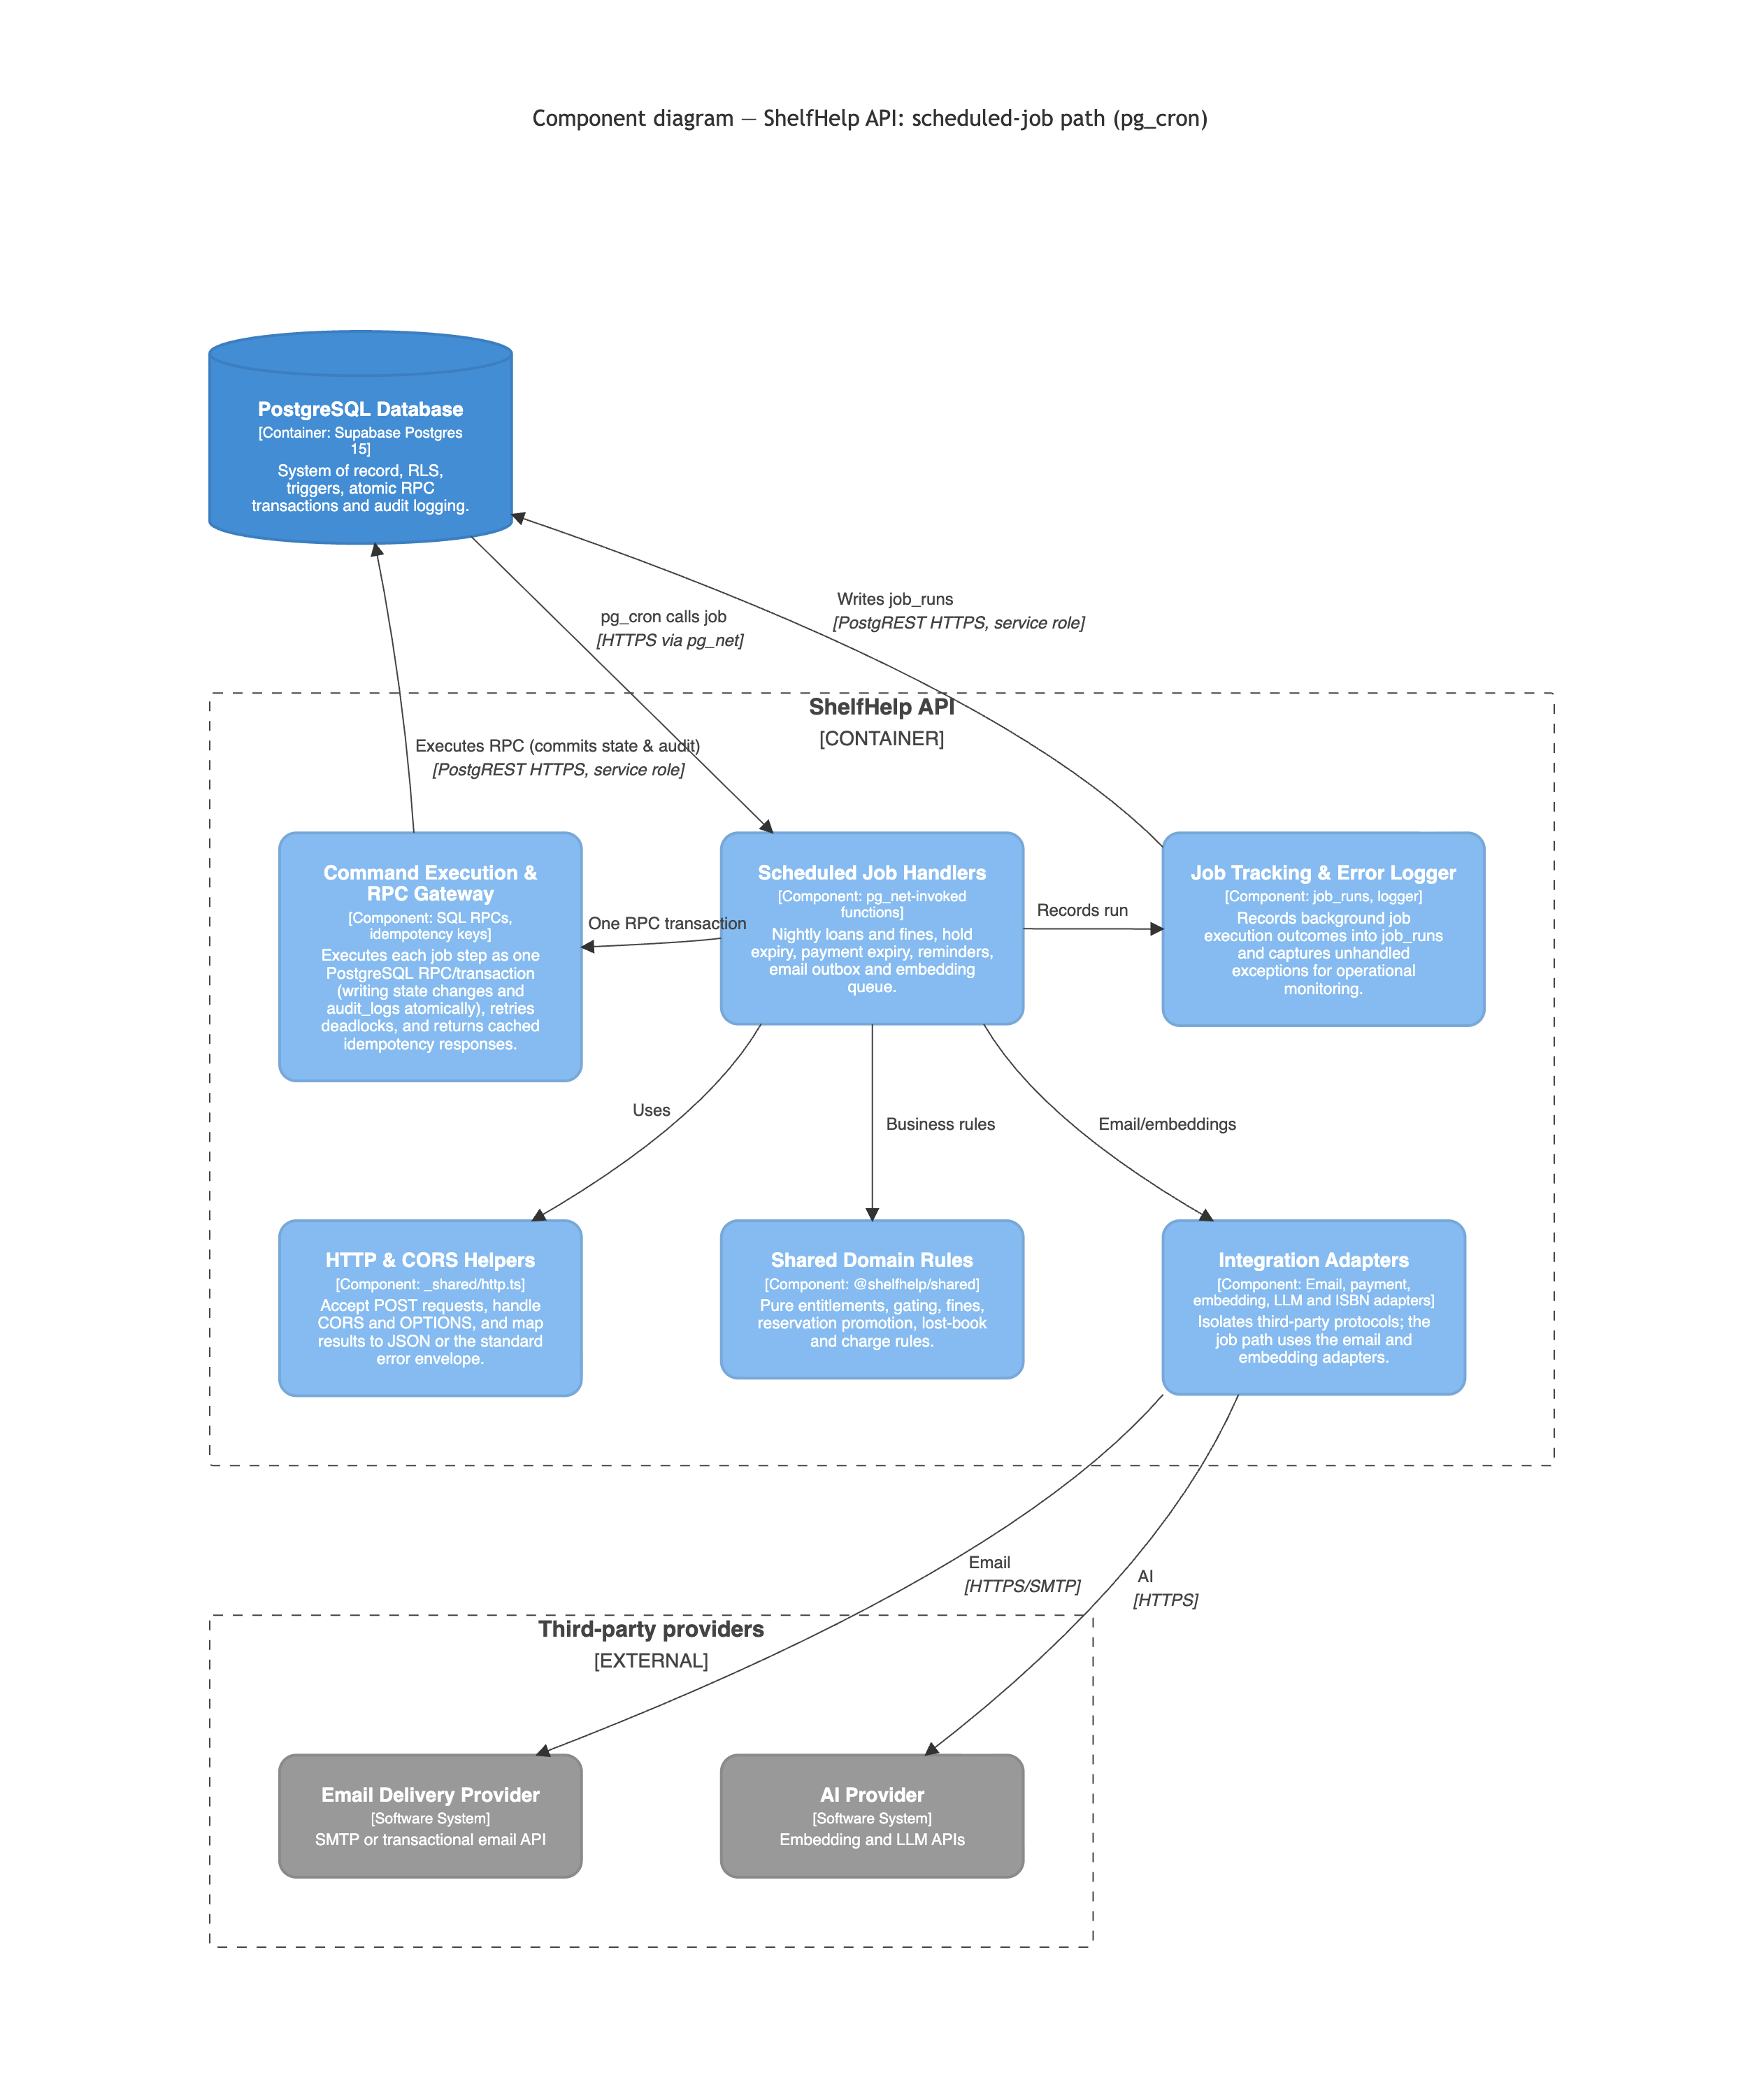 Component diagram — ShelfHelp API: scheduled-job path (pg_cron)
PostgreSQL Database
[Container: Supabase Postgres
15]
System of record, RLS,
triggers, atomic RPC
transactions and audit logging.
pg_cron calls job
[HTTPS via pg_net]
Writes job_runs
[PostgREST HTTPS, service role]
ShelfHelp API
[CONTAINER]
Executes RPC (commits state & audit)
[PostgREST HTTPS, service role]
Command Execution &
RPC Gateway
[Component: SQL RPCs,
idempotency keys]
Executes each job step as one
PostgreSQL RPC/transaction
(writing state changes and
audit_logs atomically), retries
deadlocks, and returns cached
idempotency responses.
One RPC transaction
Scheduled Job Handlers
[Component: pg_net-invoked
functions]
Nightly loans and fines, hold
expiry, payment expiry, reminders,
email outbox and embedding
queue.
Records run
Job Tracking & Error Logger
[Component: job_runs, logger]
Records background job
execution outcomes into job_runs
and captures unhandled
exceptions for operational
monitoring.
Uses
Business rules
Email/embeddings
HTTP & CORS Helpers
[Component: _shared/http.ts]
Accept POST requests, handle
CORS and OPTIONS, and map
results to JSON or the standard
error envelope.
Shared Domain Rules
[Component: @shelfhelp/shared]
Pure entitlements, gating, fines,
reservation promotion, lost-book
and charge rules.
Integration Adapters
[Component: Email, payment,
embedding, LLM and ISBN adapters]
Isolates third-party protocols; the
job path uses the email and
embedding adapters.
Email
[HTTPS/SMTP]
AI
[HTTPS]
Third-party providers
[EXTERNAL]
Email Delivery Provider
[Software System]
SMTP or transactional email API
AI Provider
[Software System]
Embedding and LLM APIs